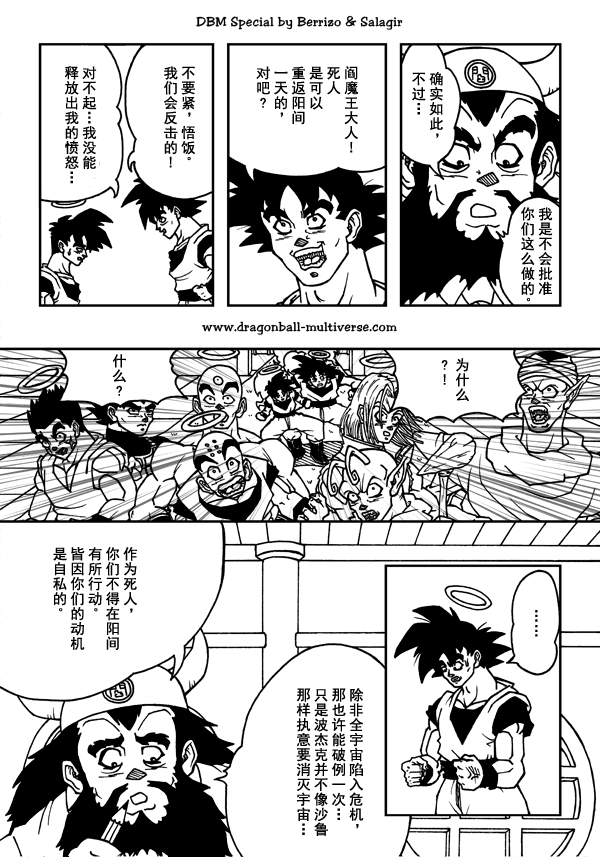 DBM Special by Berrizo & Salagir
对不起…我没能
释放出我的愤怒…
不要紧，悟饭。
我们会反击的！
阎魔王大人！
死人
是可以
重返阳间
一天的，
对吧？
确实如此，
不过…
我是不会批准
你们这么做的。
www.dragonball-multiverse.com
什么？
为什么
？！
作为死人，
你们不得在阳间
有所行动。
皆因你们的动机
是自私的。
除非全宇宙陷入危机，
那也许能破例一次…
只是波杰克并不像沙鲁
那样执意要消灭宇宙…
……